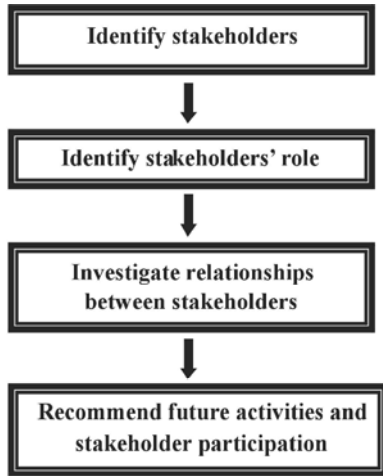 Identify stakeholders
Identify stakeholders’ role
Investigate relationships
between stakeholders
Recommend future activities and
stakeholder participation